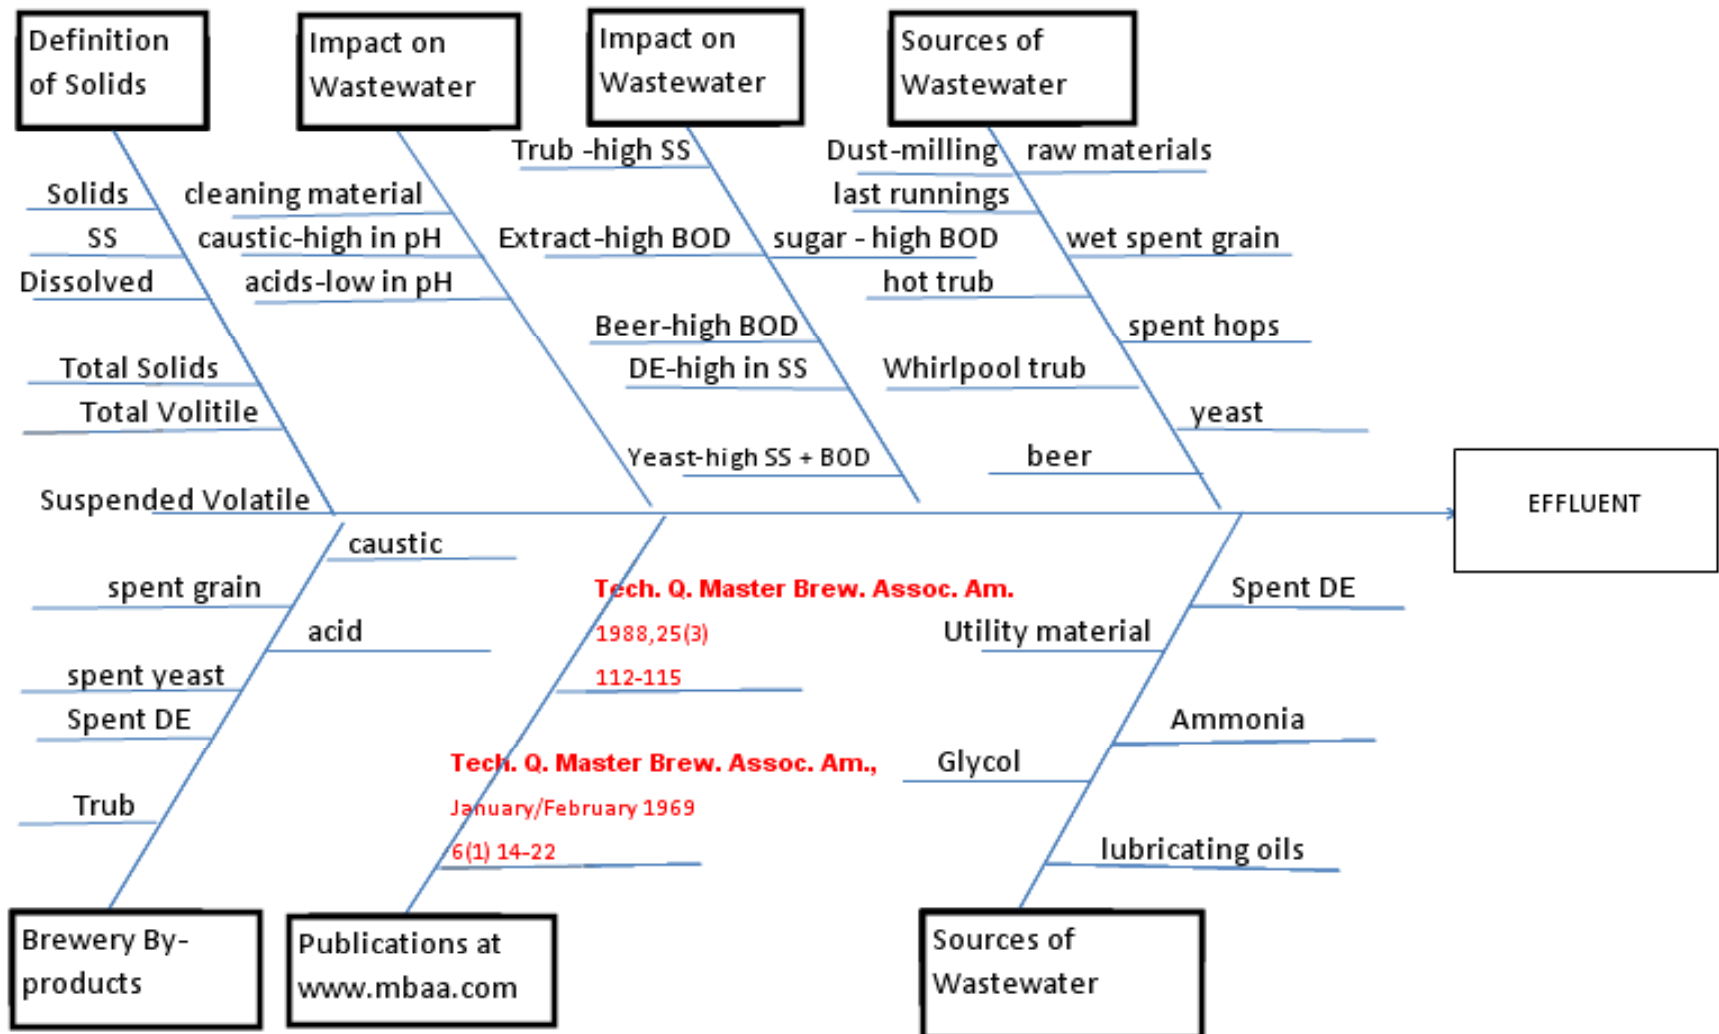 Definition
of Solids
Impact on
Wastewater
Impact on
Wastewater
Sources of
Wastewater
Solids
SS
Dissolved
Total Solids
Total Volitile
Suspended Volatile
cleaning material
caustic-high in pH
acids-low in pH
Trub -high SS
Extract-high BOD
sugar - high BOD
Beer-high BOD
DE-high in SS
Yeast-high SS + BOD
Dust-milling
raw materials
last runnings
wet spent grain
hot trub
spent hops
Whirlpool trub
yeast
beer
EFFLUENT
caustic
spent grain
acid
spent yeast
Spent DE
Trub
Tech. Q. Master Brew. Assoc. Am.
1988,25(3)
112-115
Tech. Q. Master Brew. Assoc. Am.,
January/February 1969
6(1) 14-22
Spent DE
Utility material
Ammonia
Glycol
lubricating oils
Brewery By-
products
Publications at
www.mbaa.com
Sources of
Wastewater